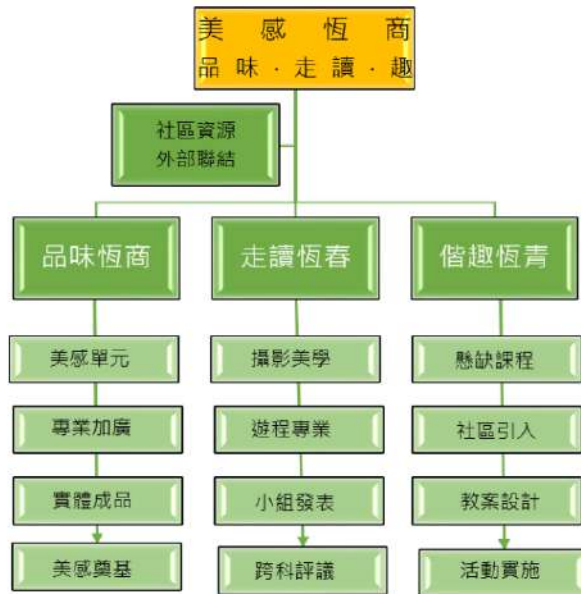 美感恆商
品味.走讀.趣
社區資源
外部聯結
品味恆商
走讀恆春
偕趣恆青
美感單元
攝影美學
懸缺課程
專業加廣
遊程專業
社區引入
實體成品
小組發表
教案設計
美感奠基
跨科評議
活動實施